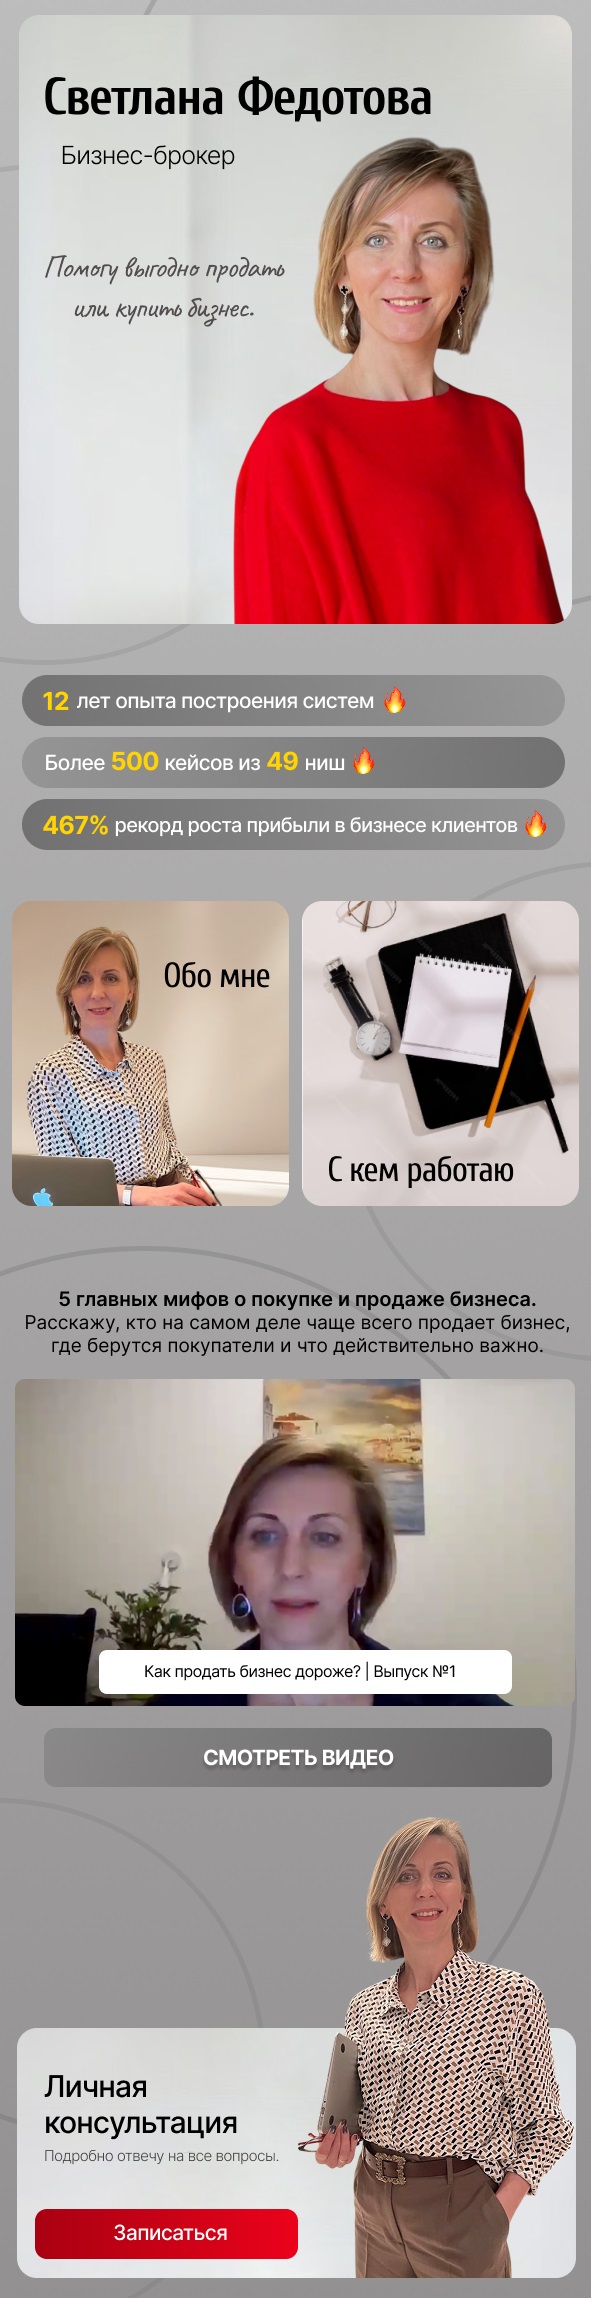 Светлана Федотова
Бизнес-брокер
Помогу выгодно продать
или купить бизнес.
12 лет опыта построения систем 🔥
Более 500 кейсов из 49 ниш 🔥
467% рекорд роста прибыли в бизнесе клиентов 🔥
Обо мне
С кем работаю
5 главных мифов о покупке и продаже бизнеса.
Расскажу, кто на самом деле чаще всего продает бизнес,
где берутся покупатели и что действительно важно.
Как продать бизнес дороже? | Выпуск №1
СМОТРЕТЬ ВИДЕО
Личная
консультация
Подробно отвечу на все вопросы.
Записаться